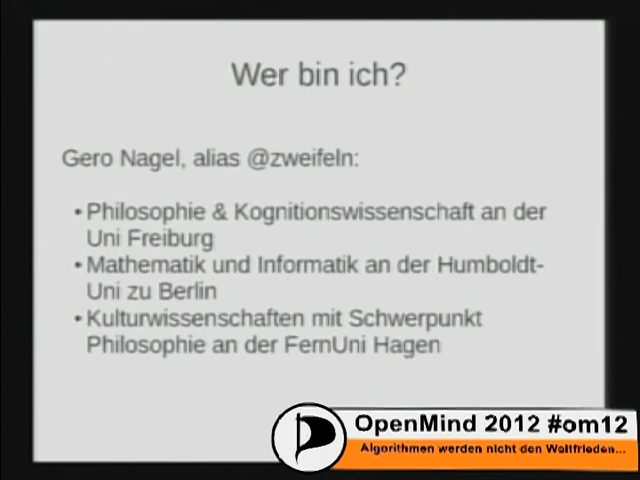 Wer bin ich?
Gero Nagel, alias @zweifeln:
• Philosophie & Kognitionswissenschaft an der
Uni Freiburg
• Mathematik und Informatik an der Humboldt-
Uni zu Berlin
• Kulturwissenschaften mit Schwerpunkt
Philosophie an der FernUni Hagen
OpenMind 2012 #om12
Algorithmen werden nicht den Weltfrieden...